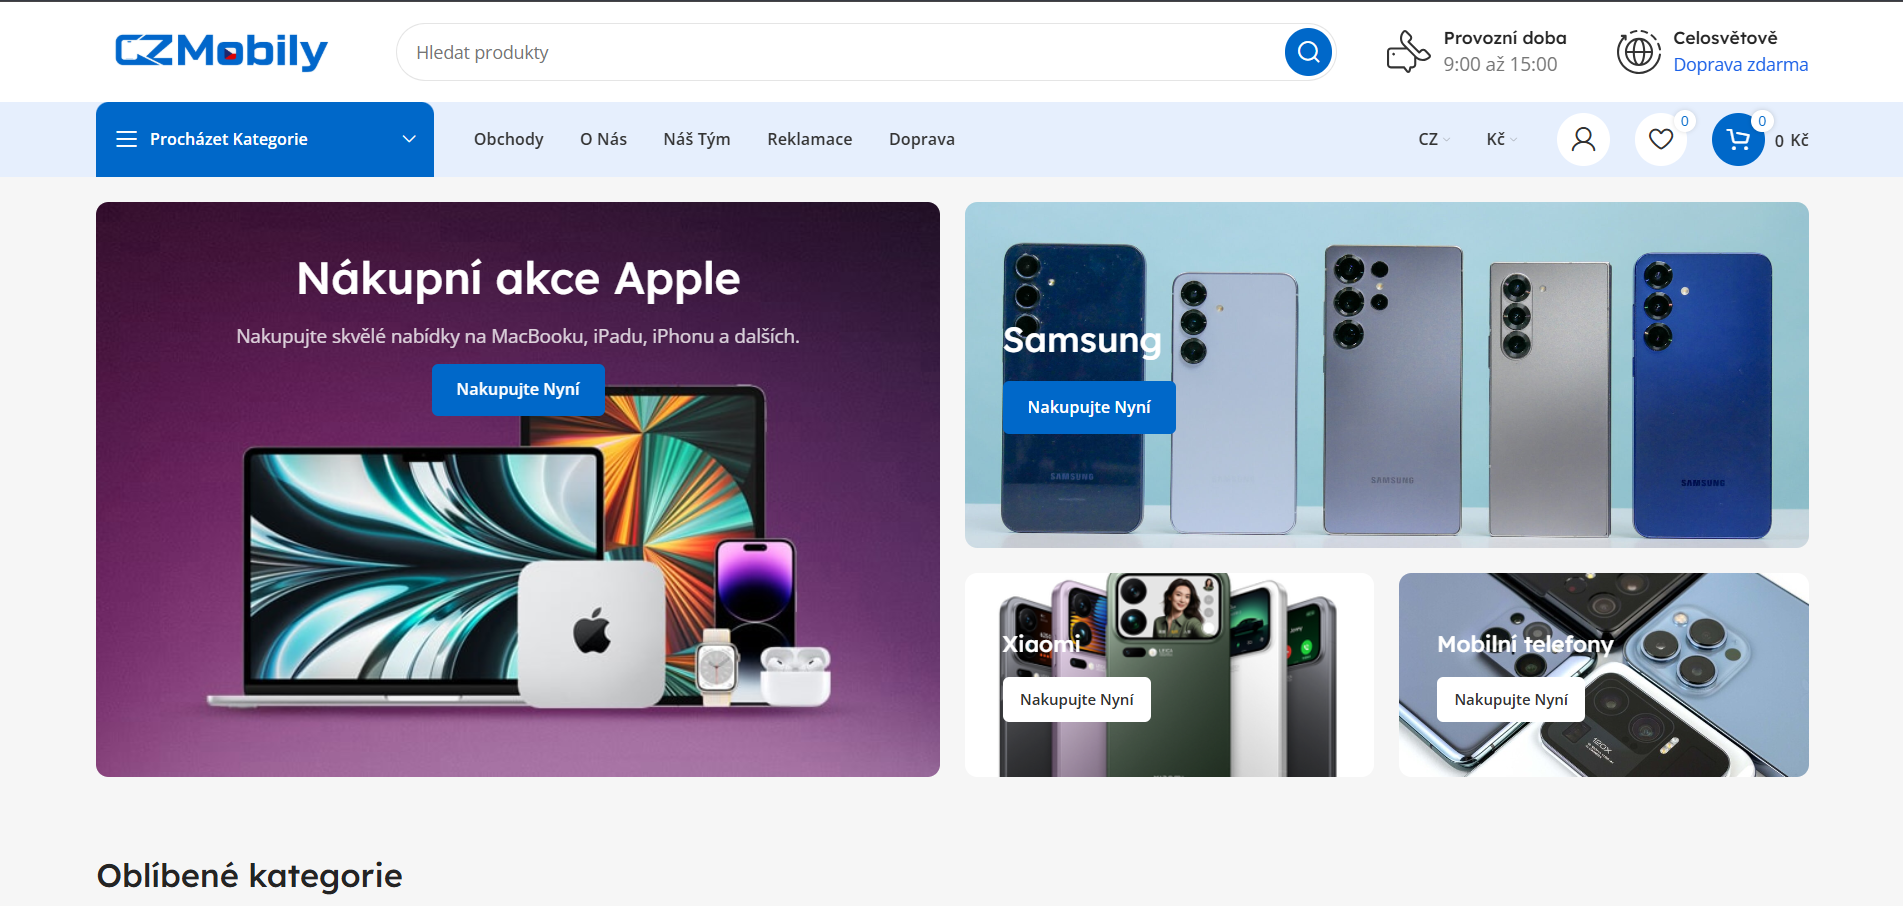 CZMobily
Hledat produkty
Provozní doba
9:00 až 15:00
Celosvětově
Doprava zdarma
Procházet Kategorie
Obchody
O Nás
Náš Tým
Reklamace
Doprava
CZ
Kč
0
0
0 Kč
Nákupní akce Apple
Nakupujte skvělé nabídky na MacBooku, iPadu, iPhonu a dalších.
Nakupujte Nyní
Samsung
Nakupujte Nyní
SAMSUNG
SAMSUNG
SAMSUNG
Xiaomi
Nakupujte Nyní
Mobilní telefony
Nakupujte Nyní
120X
Oblíbené kategorie